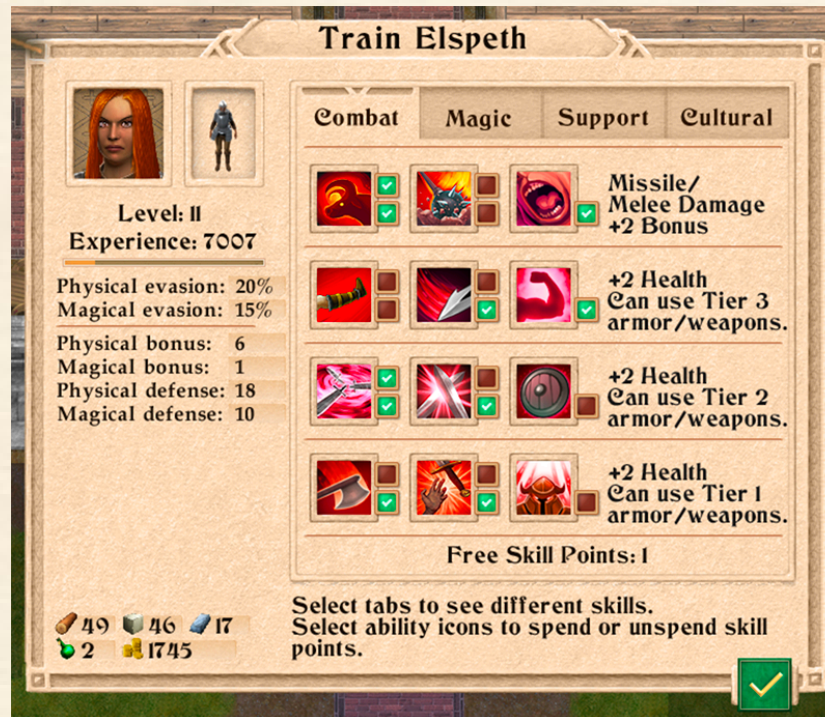 Train Elspeth
Level: 11
Experience: 7007
Physical evasion: 20%
Magical evasion: 15%
Physical bonus: 6
Magical bonus: 1
Physical defense: 18
Magical defense: 10
49 46 17
2 1745
Combat Magic Support Cultural
Missile/
Melee Damage
+2 Bonus
+2 Health
Can use Tier 3
armor/weapons.
+2 Health
Can use Tier 2
armor/weapons.
+2 Health
Can use Tier 1
armor/weapons.
Free Skill Points: 1
Select tabs to see different skills.
Select ability icons to spend or unspend skill
points.